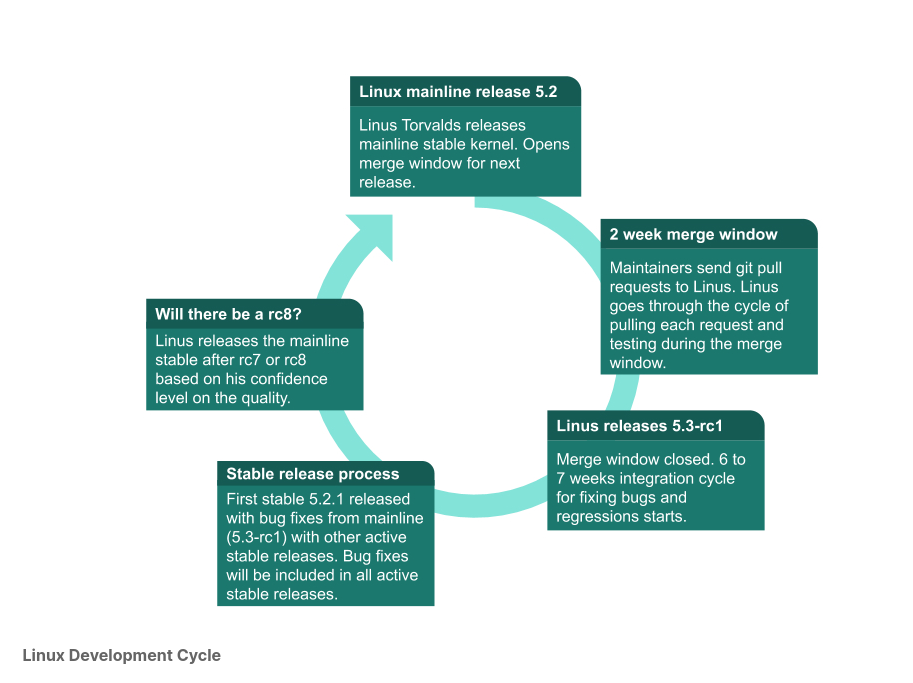 Linux mainline release 5.2
Linus Torvalds releases
mainline stable kernel. Opens
merge window for next
release.
2 week merge window
Maintainers send git pull
requests to Linus. Linus
goes through the cycle of
pulling each request and
testing during the merge
window.
Linus releases 5.3-rc1
Merge window closed. 6 to
7 weeks integration cycle
for fixing bugs and
regressions starts.
Stable release process
First stable 5.2.1 released
with bug fixes from mainline
(5.3-rc1) with other active
stable releases. Bug fixes
will be included in all active
stable releases.
Will there be a rc8?
Linus releases the mainline
stable after rc7 or rc8
based on his confidence
level on the quality.
Linux Development Cycle